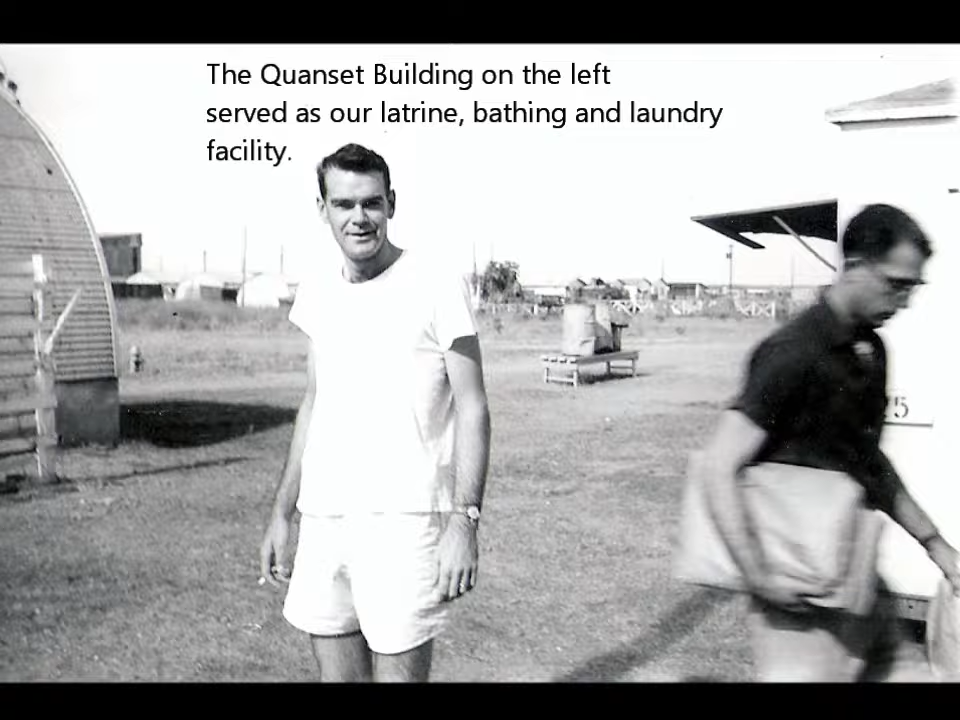 The Quanset Building on the left
served as our latrine, bathing and laundry
facility.